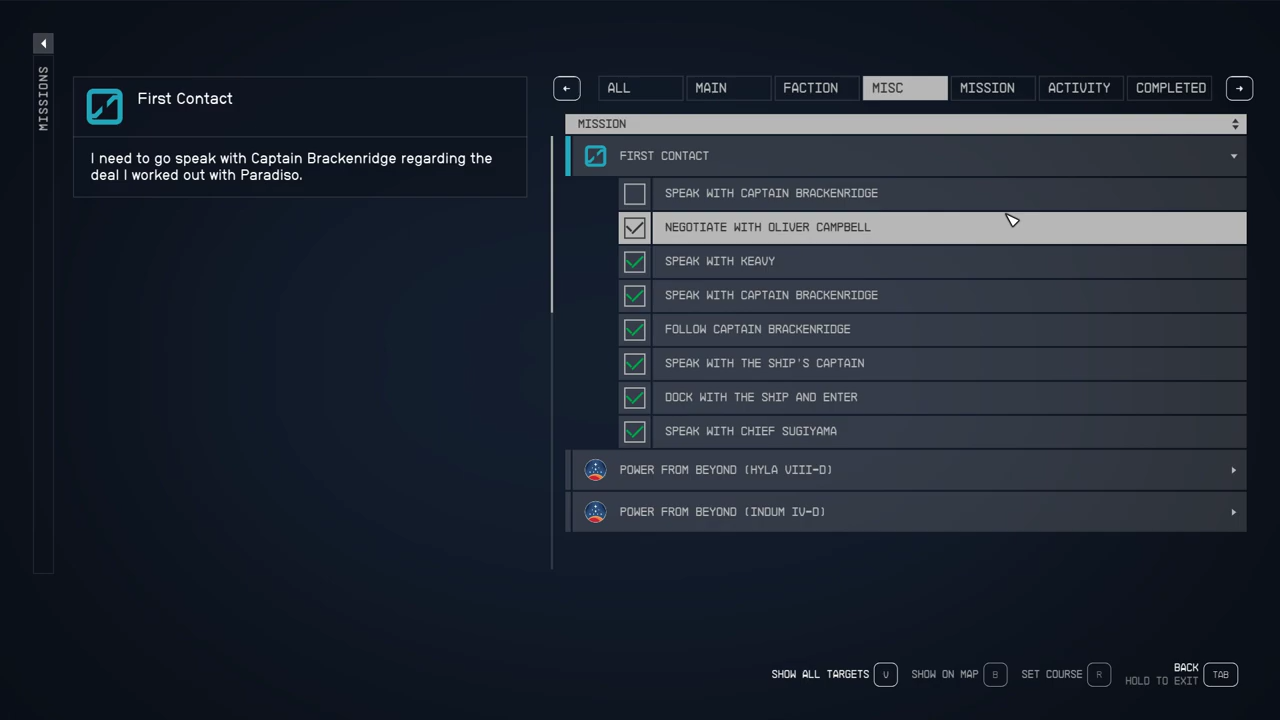 MISSIONS
First Contact
I need to go speak with Captain Brackenridge regarding the
deal I worked out with Paradiso.
ALL MAIN FACTION MISC MISSION ACTIVITY COMPLETED
MISSION
FIRST CONTACT
SPEAK WITH CAPTAIN BRACKENRIDGE
NEGOTIATE WITH OLIVER CAMPBELL
SPEAK WITH KEAVY
SPEAK WITH CAPTAIN BRACKENRIDGE
FOLLOW CAPTAIN BRACKENRIDGE
SPEAK WITH THE SHIP'S CAPTAIN
DOCK WITH THE SHIP AND ENTER
SPEAK WITH CHIEF SUGIYAMA
POWER FROM BEYOND (HYLA VIII-D)
POWER FROM BEYOND (INDUM IV-D)
SHOW ALL TARGETS V SHOW ON MAP B SET COURSE R BACK TAB
HOLD TO EXIT